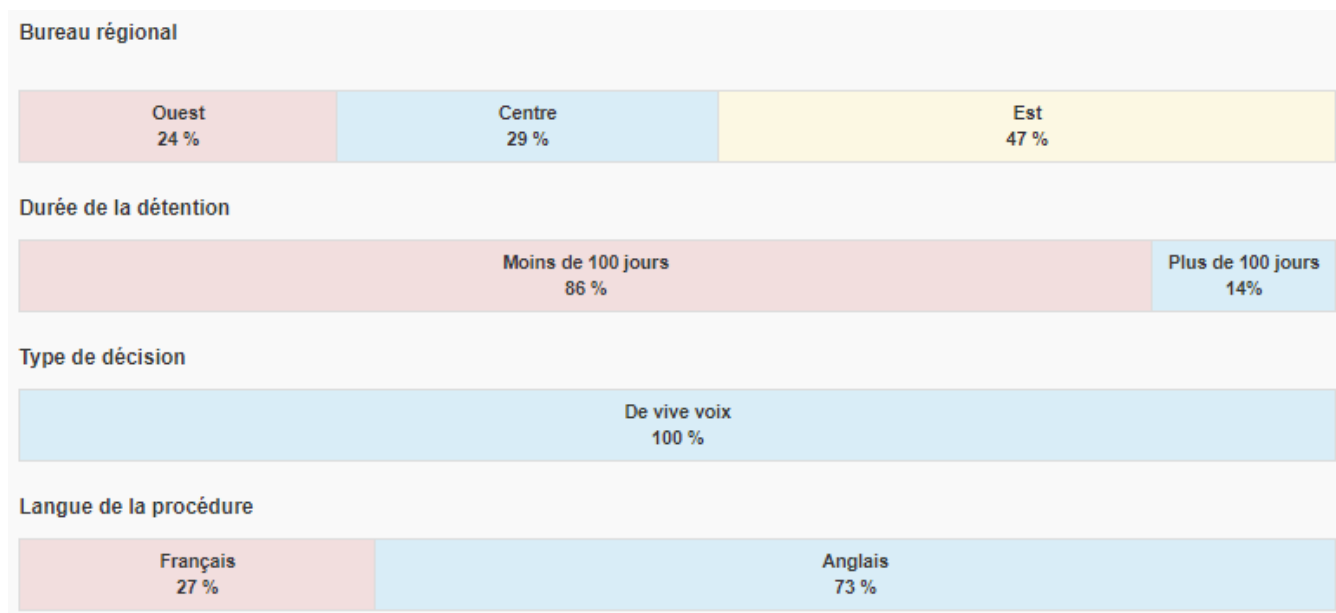 Bureau régional
Ouest
24 %
Centre
29 %
Est
47 %
Durée de la détention
Moins de 100 jours
86 %
Plus de 100 jours
14%
Type de décision
De vive voix
100 %
Langue de la procédure
Français
27 %
Anglais
73 %